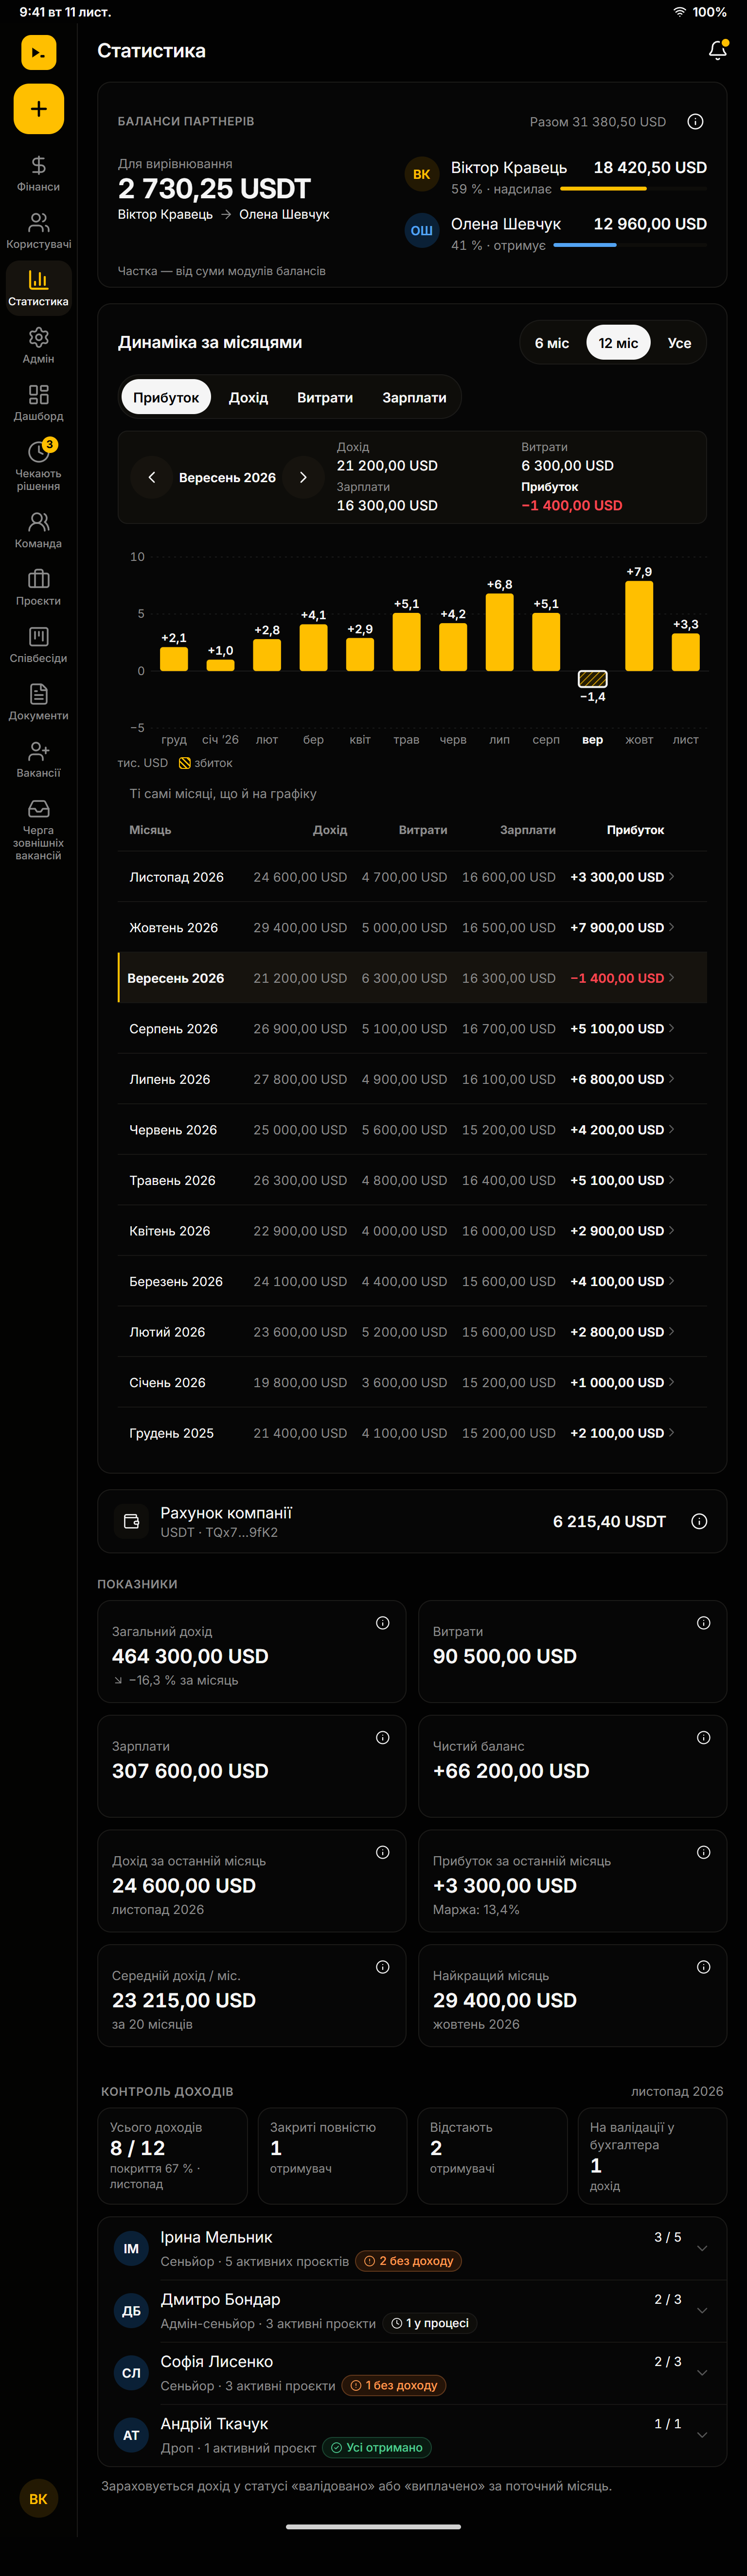 9:41 вт 11 лист.
100%
Статистика
Фінанси
Користувачі
Статистика
Адмін
Дашборд
3
Чекають
рішення
Команда
Проєкти
Співбесіди
Документи
Вакансії
Черга
зовнішніх
вакансій
ВК
БАЛАНСИ ПАРТНЕРІВ
Разом 31 380,50 USD
Для вирівнювання
2 730,25 USDT
Віктор Кравець → Олена Шевчук
ВК
Віктор Кравець 18 420,50 USD
59 % · надсилає
ОШ
Олена Шевчук 12 960,00 USD
41 % · отримує
Частка — від суми модулів балансів
Динаміка за місяцями
6 міс 12 міс Усе
Прибуток Дохід Витрати Зарплати
Вересень 2026
Дохід
21 200,00 USD
Витрати
6 300,00 USD
Зарплати
16 300,00 USD
Прибуток
−1 400,00 USD
10
5
0
−5
+2,1 +1,0 +2,8 +4,1 +2,9 +5,1 +4,2 +6,8 +5,1 −1,4 +7,9 +3,3
груд січ '26 лют бер квіт трав черв лип серп вер жовт лист
тис. USD збиток
Ті самі місяці, що й на графіку
Місяць Дохід Витрати Зарплати Прибуток
Листопад 2026 24 600,00 USD 4 700,00 USD 16 600,00 USD +3 300,00 USD
Жовтень 2026 29 400,00 USD 5 000,00 USD 16 500,00 USD +7 900,00 USD
Вересень 2026 21 200,00 USD 6 300,00 USD 16 300,00 USD −1 400,00 USD
Серпень 2026 26 900,00 USD 5 100,00 USD 16 700,00 USD +5 100,00 USD
Липень 2026 27 800,00 USD 4 900,00 USD 16 100,00 USD +6 800,00 USD
Червень 2026 25 000,00 USD 5 600,00 USD 15 200,00 USD +4 200,00 USD
Травень 2026 26 300,00 USD 4 800,00 USD 16 400,00 USD +5 100,00 USD
Квітень 2026 22 900,00 USD 4 000,00 USD 16 000,00 USD +2 900,00 USD
Березень 2026 24 100,00 USD 4 400,00 USD 15 600,00 USD +4 100,00 USD
Лютий 2026 23 600,00 USD 5 200,00 USD 15 600,00 USD +2 800,00 USD
Січень 2026 19 800,00 USD 3 600,00 USD 15 200,00 USD +1 000,00 USD
Грудень 2025 21 400,00 USD 4 100,00 USD 15 200,00 USD +2 100,00 USD
Рахунок компанії
USDT · TQx7…9fK2
6 215,40 USDT
ПОКАЗНИКИ
Загальний дохід
464 300,00 USD
−16,3 % за місяць
Витрати
90 500,00 USD
Зарплати
307 600,00 USD
Чистий баланс
+66 200,00 USD
Дохід за останній місяць
24 600,00 USD
листопад 2026
Прибуток за останній місяць
+3 300,00 USD
Маржа: 13,4%
Середній дохід / міс.
23 215,00 USD
за 20 місяців
Найкращий місяць
29 400,00 USD
жовтень 2026
КОНТРОЛЬ ДОХОДІВ
листопад 2026
Усього доходів
8 / 12
покриття 67 % ·
листопад
Закриті повністю
1
отримувач
Відстають
2
отримувачі
На валідації у
бухгалтера
1
дохід
ІМ
Ірина Мельник 3 / 5
Сеньйор · 5 активних проєктів 2 без доходу
ДБ
Дмитро Бондар 2 / 3
Адмін-сеньйор · 3 активні проєкти 1 у процесі
СЛ
Софія Лисенко 2 / 3
Сеньйор · 3 активні проєкти 1 без доходу
АТ
Андрій Ткачук 1 / 1
Дроп · 1 активний проєкт Усі отримано
Зараховується дохід у статусі «валідовано» або «виплачено» за поточний місяць.